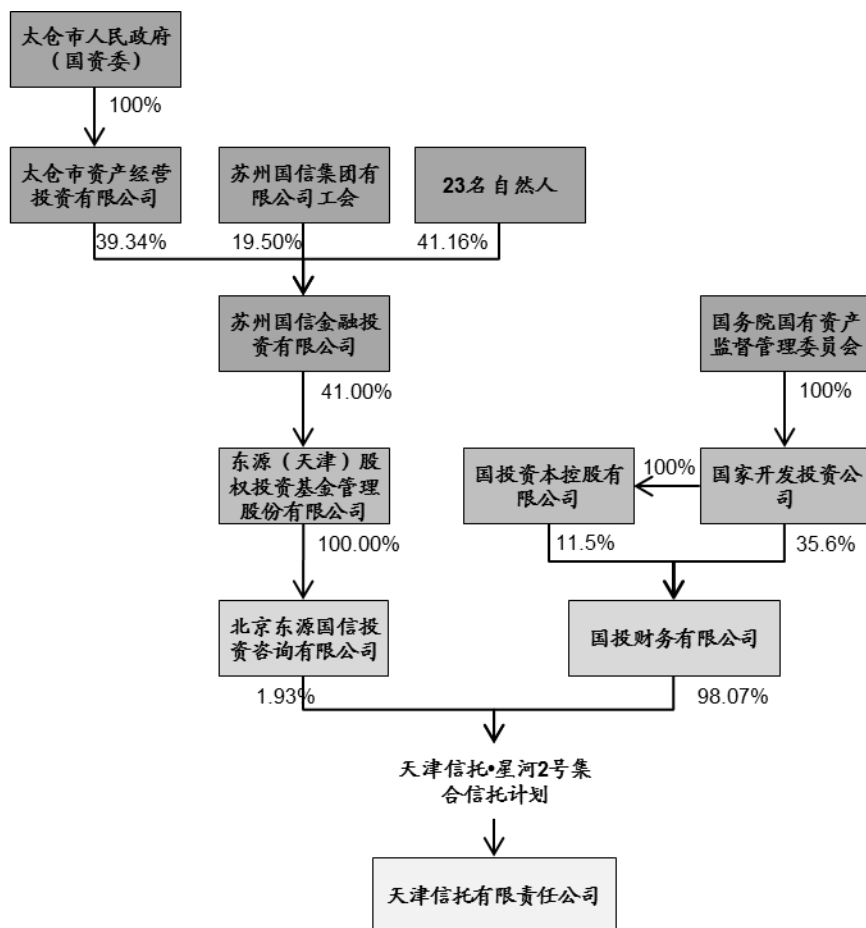 太仓市人民政府
（国资委）
100%
太仓市资产经营
投资有限公司
苏州国信集团有
限公司工会
23名自然人
39.34%
19.50%
41.16%
苏州国信金融投
资有限公司
国务院国有资产
监督管理委员会
41.00%
100%
东源（天津）股
权投资基金管理
股份有限公司
国投资本控股有
限公司
100%
国家开发投资公
司
100.00%
11.5%
35.6%
北京东源国信投
资咨询有限公司
国投财务有限公司
1.93%
98.07%
天津信托•星河2号集
合信托计划
天津信托有限责任公司